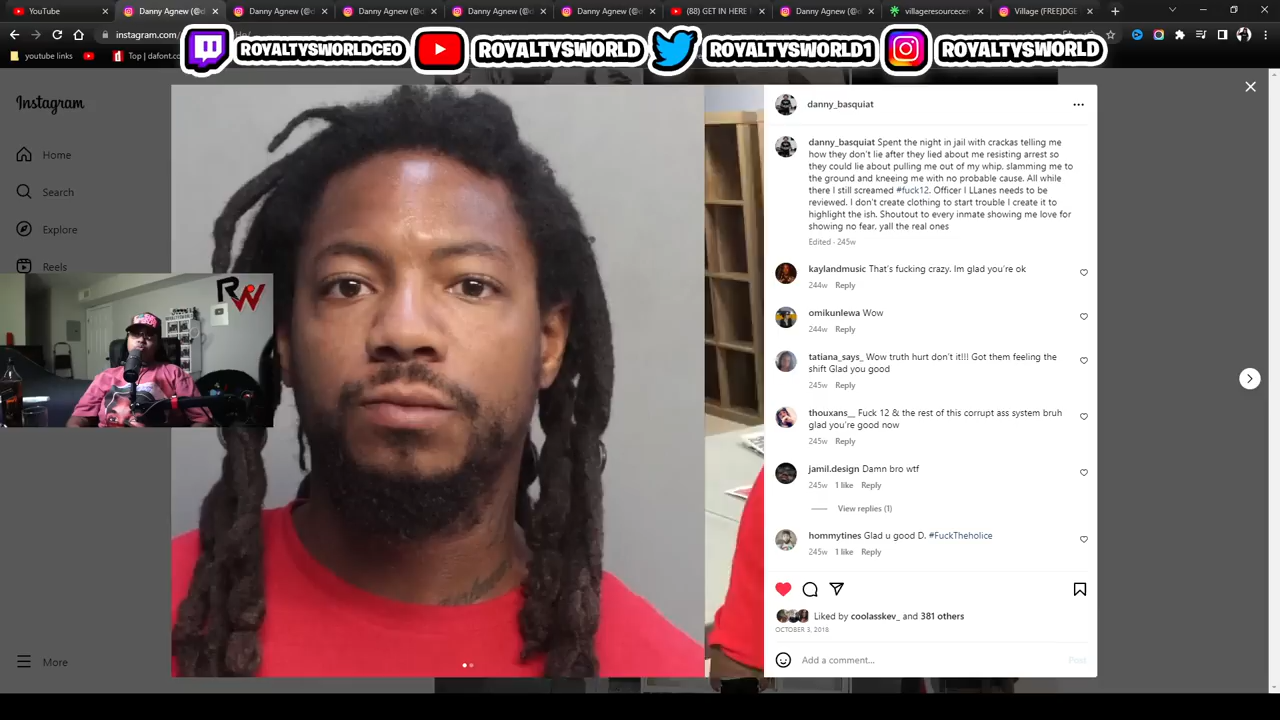 YouTube
Danny Agnew (@d
Danny Agnew (@d
Danny Agnew (@d
Danny Agnew (@d
Danny Agnew (@d
(88) GET IN HERE !
Danny Agnew (@d
villageresourcecen
Village (FREE)DGE
instagram.com
ROYALTYSWORLDCEO
ROYALTYSWORLD
ROYALTYSWORLD1
ROYALTYSWORLD
youtube links
Top | dafont.c
Instagram
Home
Search
Explore
Reels
More
RW
danny_basquiat
danny_basquiat Spent the night in jail with crackas telling me
how they don't lie after they lied about me resisting arrest so
they could lie about pulling me out of my whip, slamming me to
the ground and kneeing me with no probable cause. All while
there I still screamed #fuck12. Officer I LLanes needs to be
reviewed. I don't create clothing to start trouble I create it to
highlight the ish. Shoutout to every inmate showing me love for
showing no fear, yall the real ones
Edited · 245w
kaylandmusic That's fucking crazy. Im glad you're ok
244w Reply
omikunlewa Wow
244w Reply
tatiana_says_ Wow truth hurt don't it!!! Got them feeling the
shift Glad you good
245w Reply
thouxans__ Fuck 12 & the rest of this corrupt ass system bruh
glad you're good now
245w Reply
jamil.design Damn bro wtf
245w 1 like Reply
View replies (1)
hommytines Glad u good D. #FuckTheholice
245w 1 like Reply
Liked by coolasskev_ and 381 others
OCTOBER 3, 2018
Add a comment...
Post